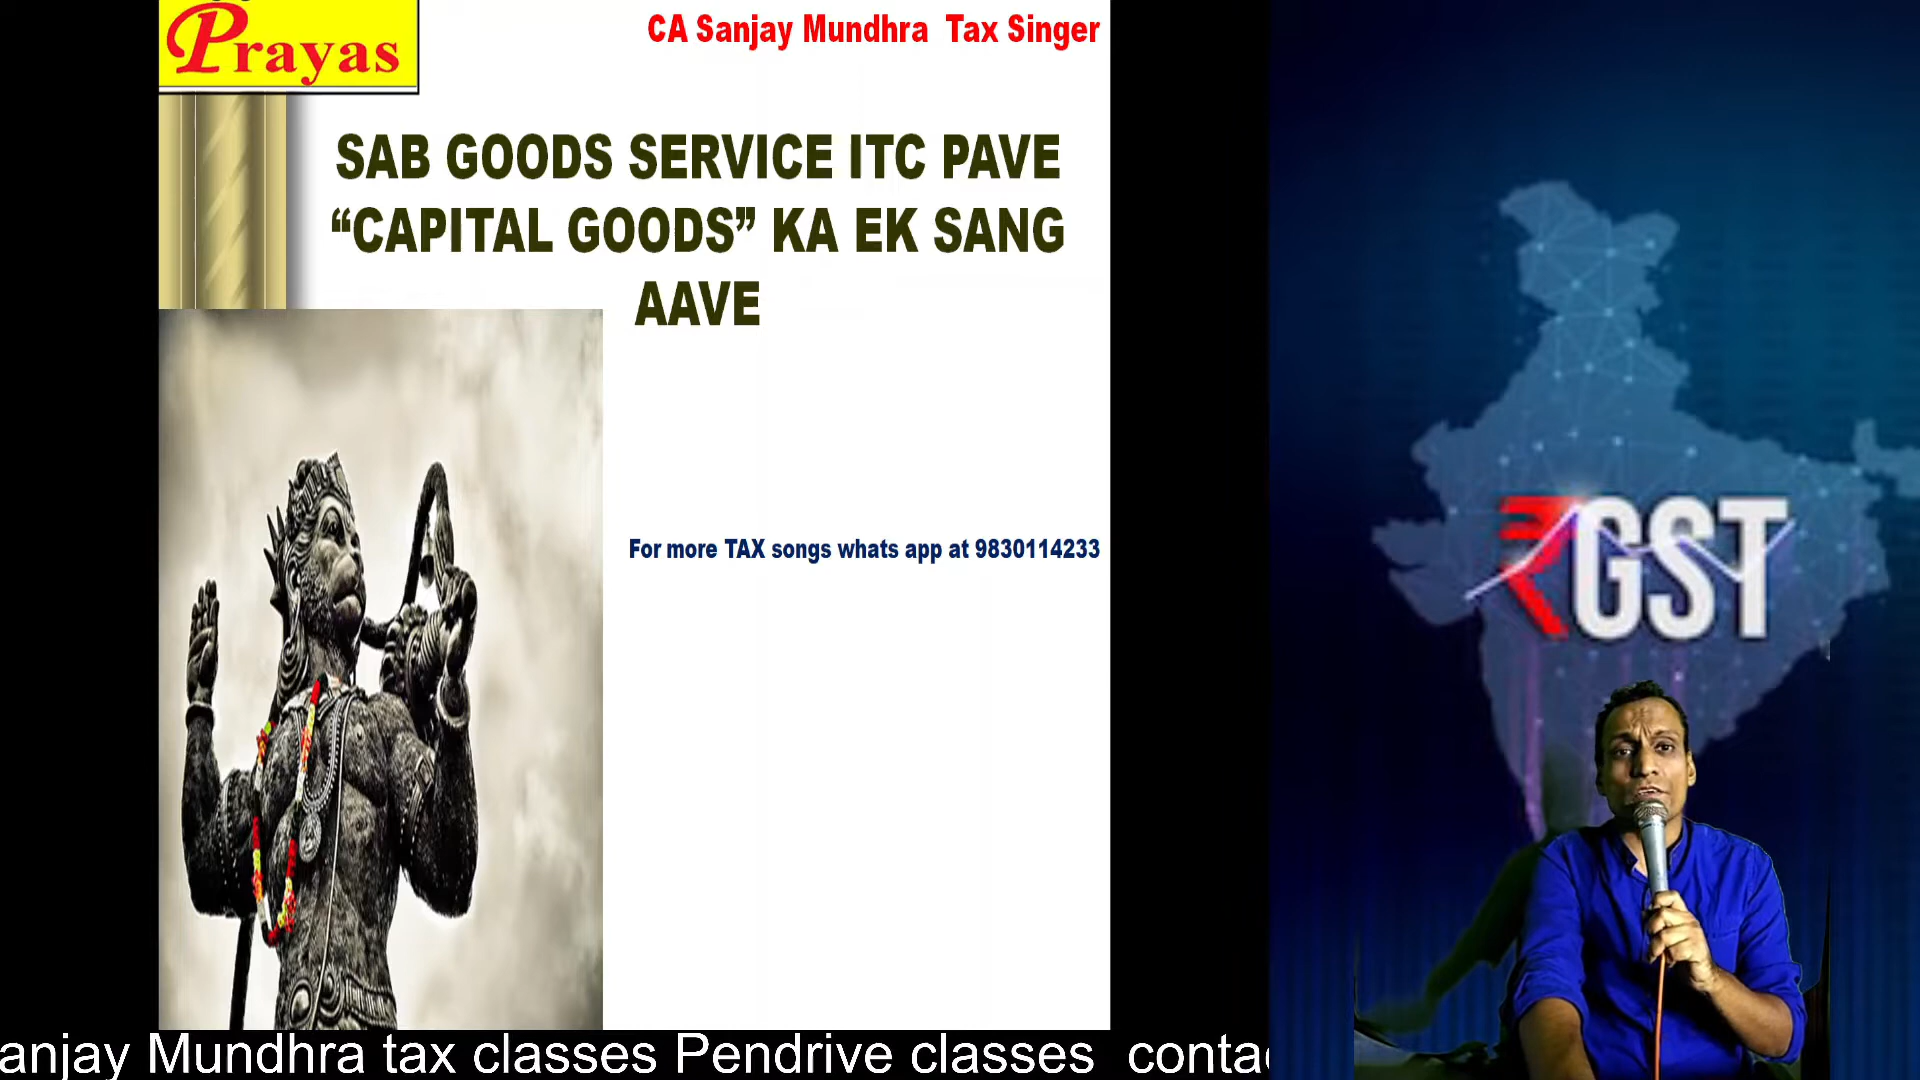 Prayas
CA Sanjay Mundhra  Tax Singer
SAB GOODS SERVICE ITC PAVE
“CAPITAL GOODS” KA EK SANG
AAVE
For more TAX songs whats app at 9830114233
₹GST
anjay Mundhra tax classes Pendrive classes  conta